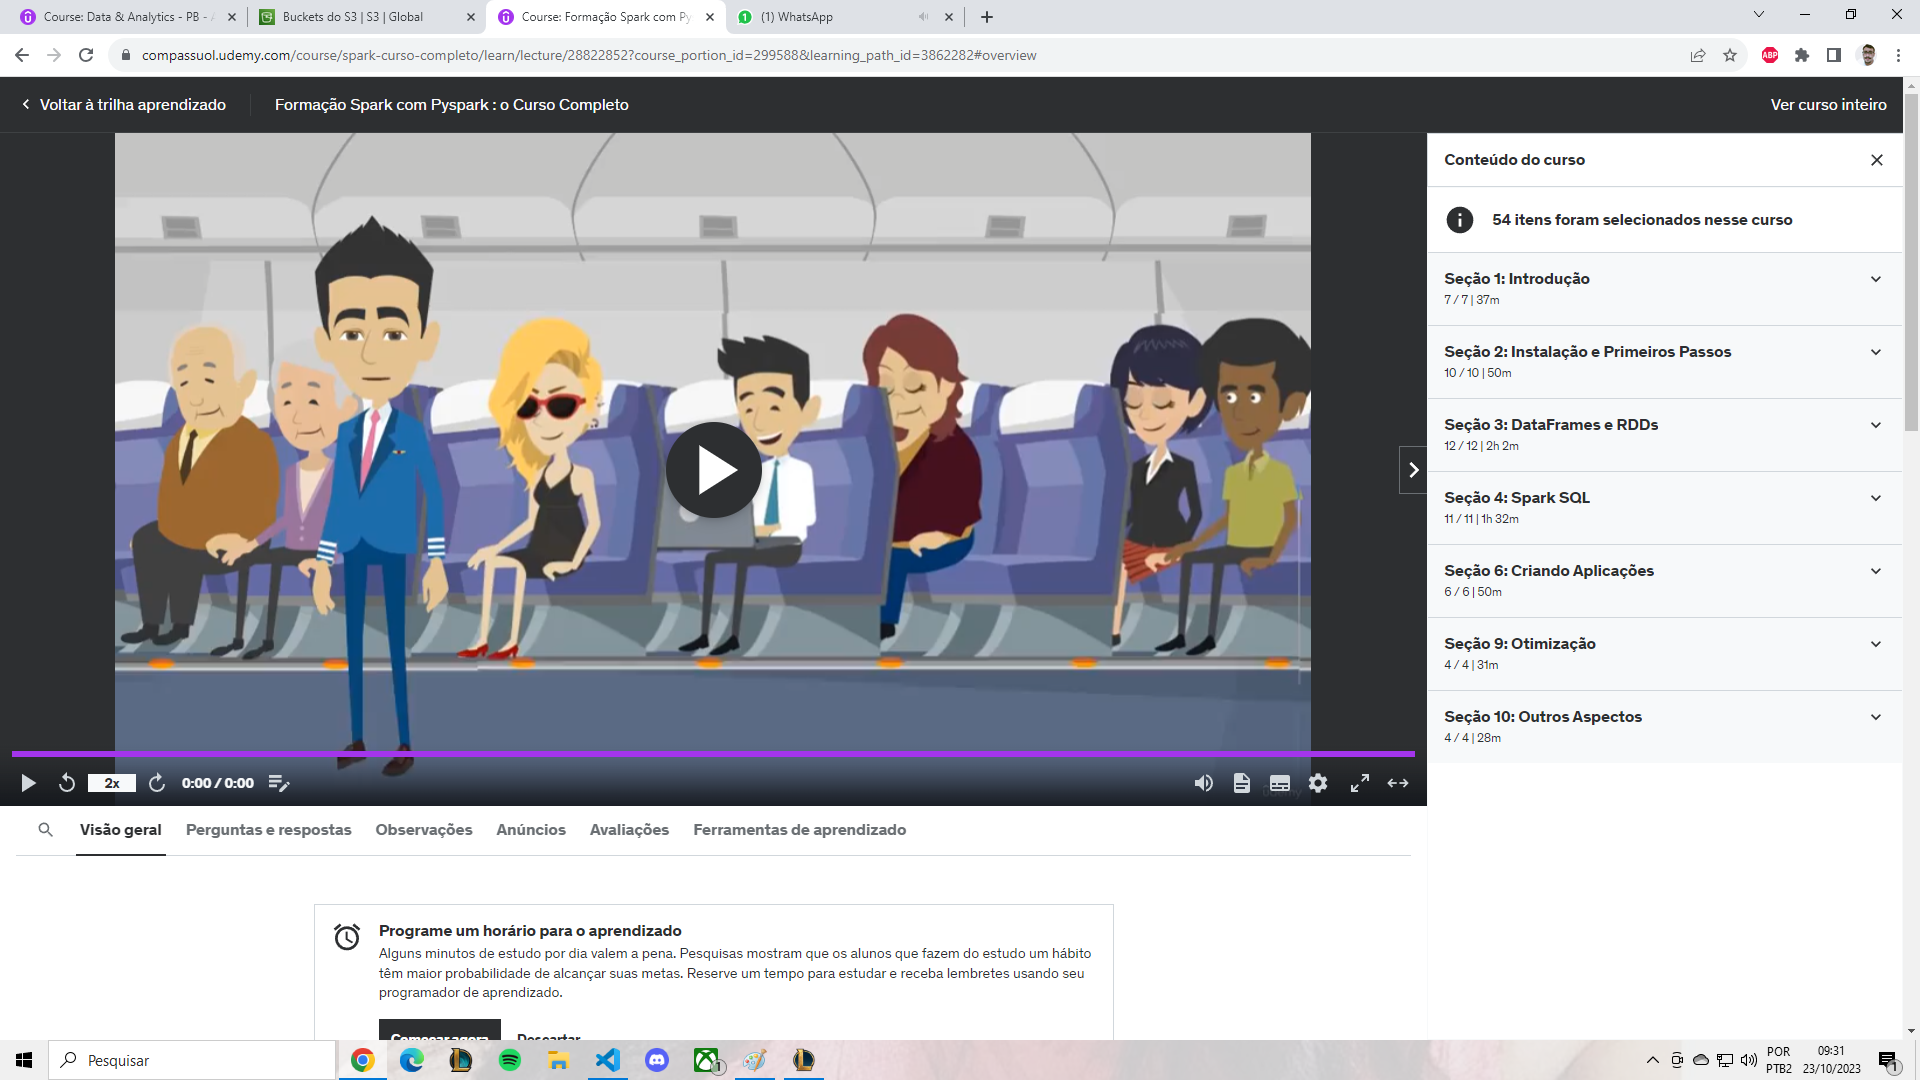 Course: Data & Analytics - PB -
Buckets do S3 | S3 | Global
Course: Formação Spark com Py
(1) WhatsApp
compassuol.udemy.com/course/spark-curso-completo/learn/lecture/28822852?course_portion_id=299588&learning_path_id=3862282#overview
ABP
Voltar à trilha aprendizado
Formação Spark com Pyspark : o Curso Completo
Ver curso inteiro
Conteúdo do curso
54 itens foram selecionados nesse curso
Seção 1: Introdução
7 / 7 | 37m
Seção 2: Instalação e Primeiros Passos
10 / 10 | 50m
Seção 3: DataFrames e RDDs
12 / 12 | 2h 2m
Seção 4: Spark SQL
11 / 11 | 1h 32m
Seção 6: Criando Aplicações
6 / 6 | 50m
Seção 9: Otimização
4 / 4 | 31m
Seção 10: Outros Aspectos
4 / 4 | 28m
2x
0:00 / 0:00
Visão geral
Perguntas e respostas
Observações
Anúncios
Avaliações
Ferramentas de aprendizado
Programe um horário para o aprendizado
Alguns minutos de estudo por dia valem a pena. Pesquisas mostram que os alunos que fazem do estudo um hábito
têm maior probabilidade de alcançar suas metas. Reserve um tempo para estudar e receba lembretes usando seu
programador de aprendizado.
Começar agora
Descartar
Pesquisar
1
POR
PTB2
09:31
23/10/2023
1